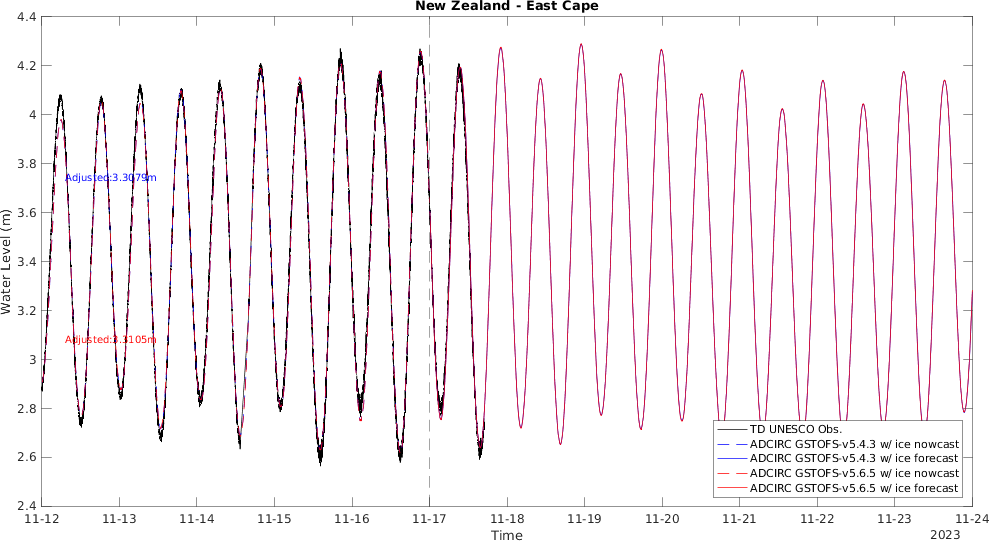 New Zealand - East Cape
4.4
4.2
4
3.8
3.6
3.4
3.2
3
2.8
2.6
2.4
Water Level (m)
Adjusted:3.3079m
Adjusted:3.3105m
TD UNESCO Obs.
ADCIRC GSTOFS-v5.4.3 w/ ice nowcast
ADCIRC GSTOFS-v5.4.3 w/ ice forecast
ADCIRC GSTOFS-v5.6.5 w/ ice nowcast
ADCIRC GSTOFS-v5.6.5 w/ ice forecast
11-12 11-13 11-14 11-15 11-16 11-17 11-18 11-19 11-20 11-21 11-22 11-23 11-24
Time
2023